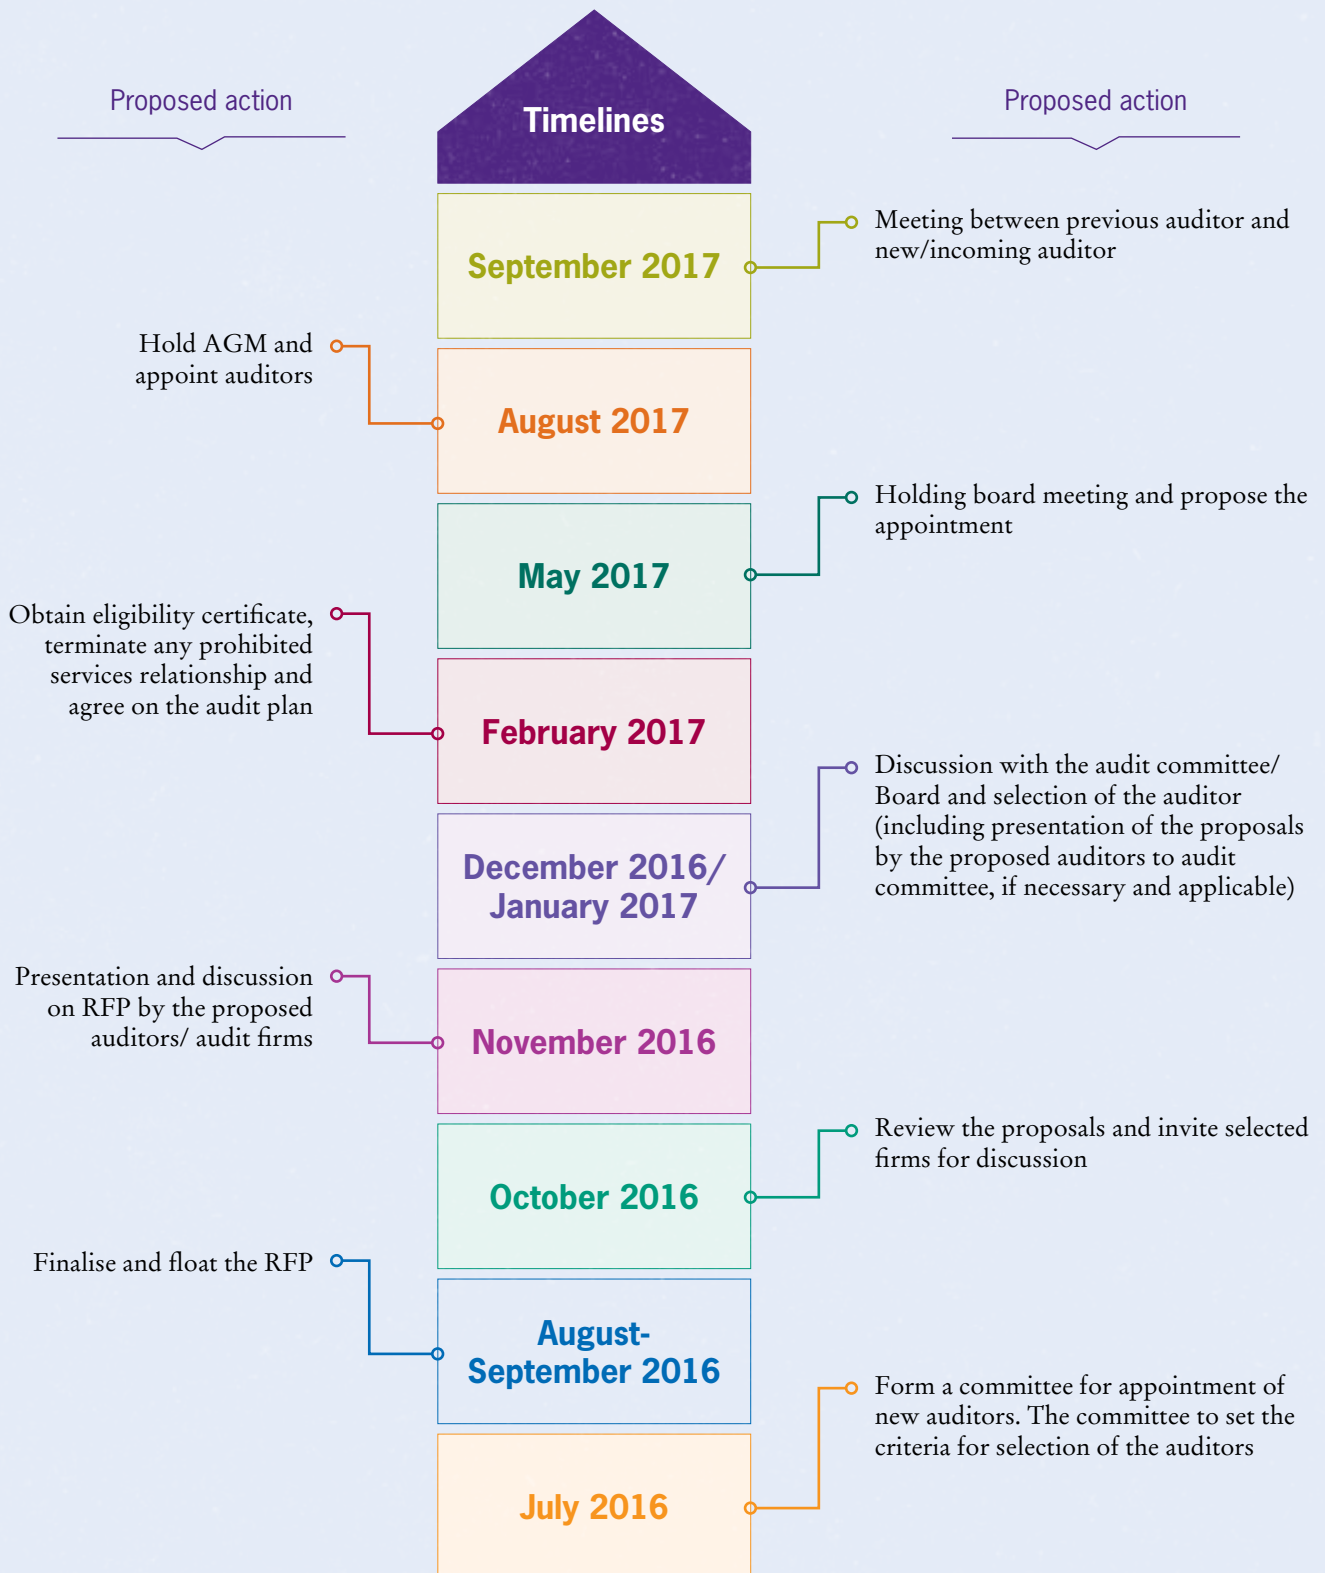 Proposed action
Timelines
Proposed action
September 2017
Meeting between previous auditor and
new/incoming auditor
Hold AGM and
appoint auditors
August 2017
Holding board meeting and propose the
appointment
May 2017
Obtain eligibility certificate,
terminate any prohibited
services relationship and
agree on the audit plan
February 2017
Discussion with the audit committee/
Board and selection of the auditor
(including presentation of the proposals
by the proposed auditors to audit
committee, if necessary and applicable)
December 2016/
January 2017
Presentation and discussion
on RFP by the proposed
auditors/ audit firms
November 2016
Review the proposals and invite selected
firms for discussion
October 2016
Finalise and float the RFP
August-
September 2016
Form a committee for appointment of
new auditors. The committee to set the
criteria for selection of the auditors
July 2016